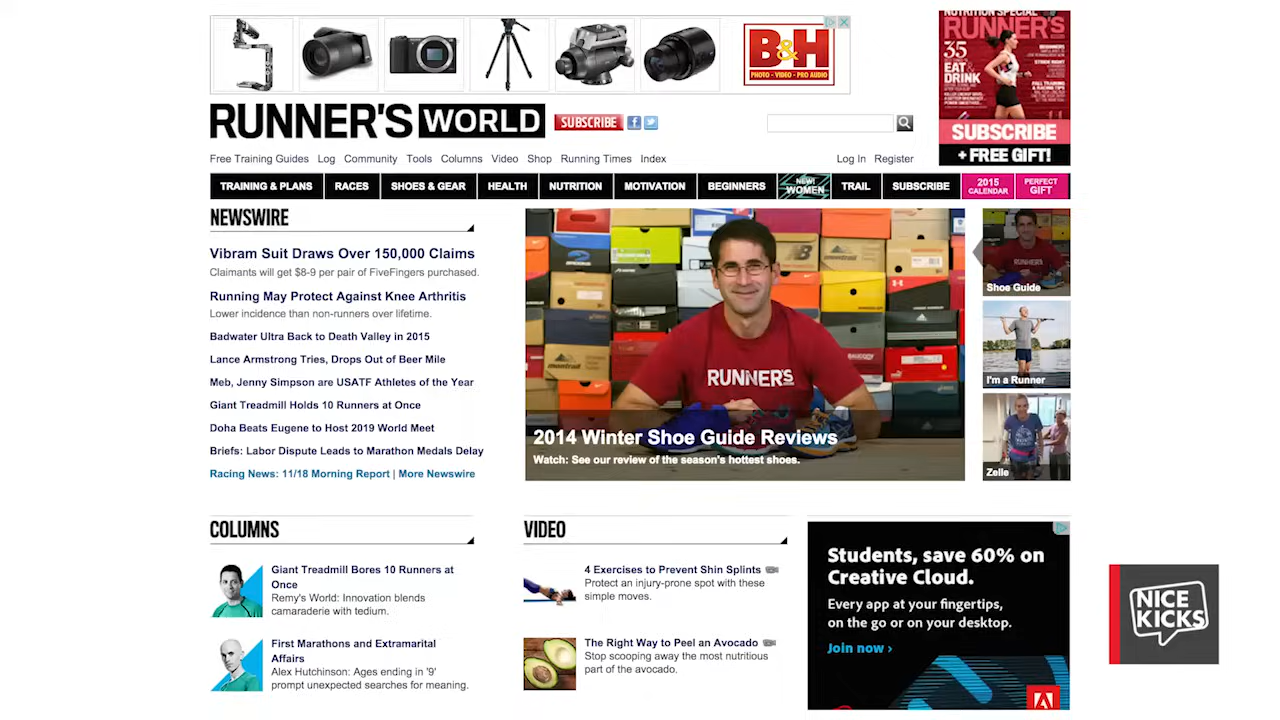 B&H
PHOTO - VIDEO - PRO AUDIO
NUTRITION SPECIAL
RUNNER'S
35
EAT &
DRINK
SUBSCRIBE
+ FREE GIFT!
RUNNER'S WORLD
SUBSCRIBE
Free Training Guides Log Community Tools Columns Video Shop Running Times Index
Log In Register
TRAINING & PLANS RACES SHOES & GEAR HEALTH NUTRITION MOTIVATION BEGINNERS NEW! WOMEN TRAIL SUBSCRIBE 2015 CALENDAR PERFECT GIFT
NEWSWIRE
Vibram Suit Draws Over 150,000 Claims
Claimants will get $8-9 per pair of FiveFingers purchased.
Running May Protect Against Knee Arthritis
Lower incidence than non-runners over lifetime.
Badwater Ultra Back to Death Valley in 2015
Lance Armstrong Tries, Drops Out of Beer Mile
Meb, Jenny Simpson are USATF Athletes of the Year
Giant Treadmill Holds 10 Runners at Once
Doha Beats Eugene to Host 2019 World Meet
Briefs: Labor Dispute Leads to Marathon Medals Delay
Racing News: 11/18 Morning Report | More Newswire
RUNNER'S
montrail
SAUCONY
2014 Winter Shoe Guide Reviews
Watch: See our review of the season's hottest shoes.
Shoe Guide
I'm a Runner
Zelle
COLUMNS
Giant Treadmill Bores 10 Runners at
Once
Remy's World: Innovation blends
camaraderie with tedium.
First Marathons and Extramarital
Affairs
Alex Hutchinson: Ages ending in '9'
prompt unexpected searches for meaning.
VIDEO
4 Exercises to Prevent Shin Splints
Protect an injury-prone spot with these
simple moves.
The Right Way to Peel an Avocado
Stop scooping away the most nutritious
part of the avocado.
Students, save 60% on
Creative Cloud.
Every app at your fingertips,
on the go or on your desktop.
Join now ›
NICE
KICKS